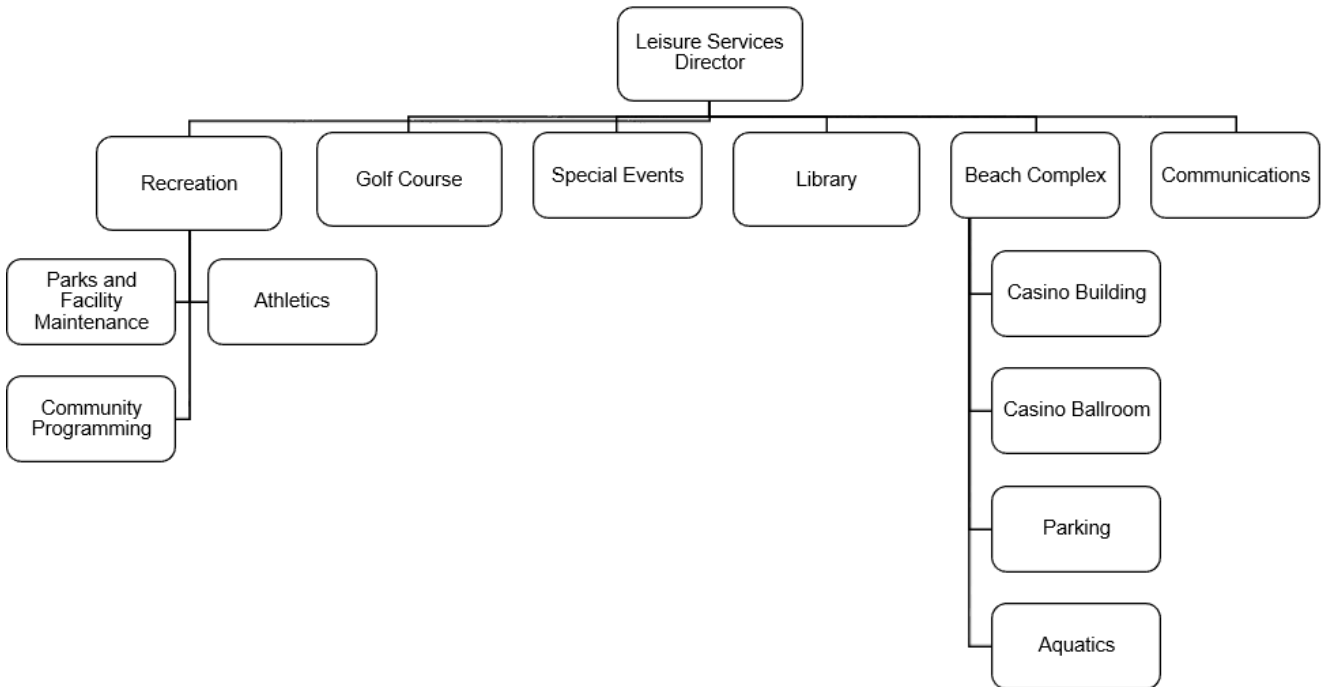 Leisure Services
Director
Recreation
Golf Course
Special Events
Library
Beach Complex
Communications
Parks and
Facility
Maintenance
Athletics
Community
Programming
Casino Building
Casino Ballroom
Parking
Aquatics